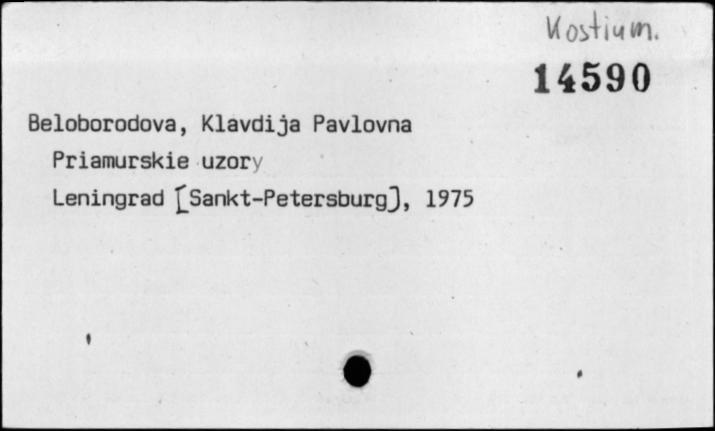 Kostium.
14590
Beloborodova, Klavdija Pavlovna
Priamurskie uzory
Leningrad [Sankt-Petersburg], 1975